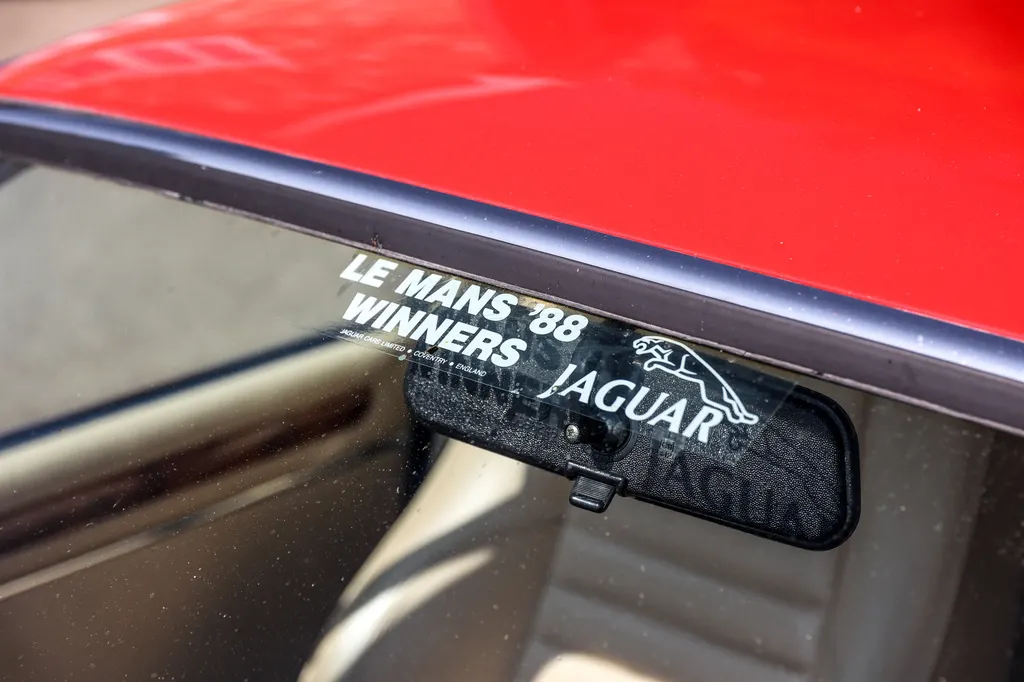 LE MANS '88
WINNERS
JAGUAR CARS LIMITED • COVENTRY • ENGLAND
JAGUAR